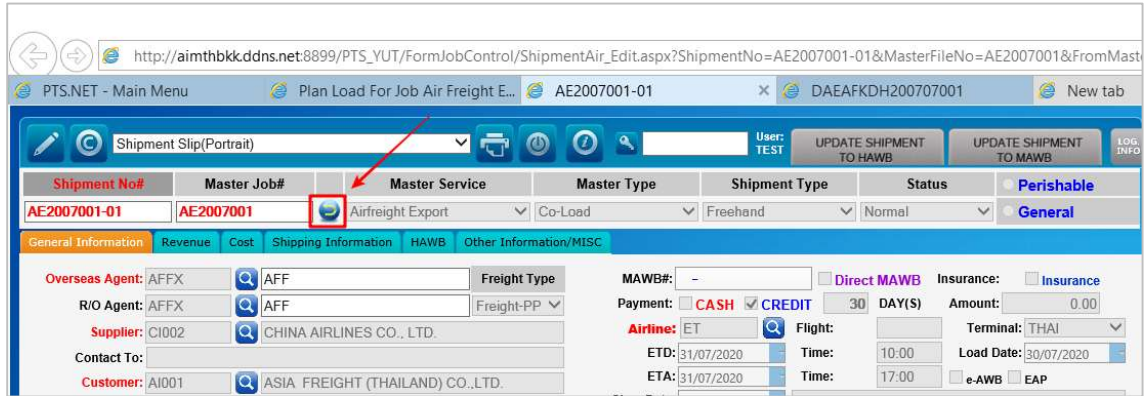 http://aimthbkk.ddns.net:8899/PTS_YUT/FormJobControl/ShipmentAir_Edit.aspx?ShipmentNo=AE2007001-01&MasterFileNo=AE2007001&FromMast
PTS.NET - Main Menu Plan Load For Job Air Freight E... AE2007001-01 × DAEAFKDH200707001 New tab
Shipment Slip(Portrait) User: TEST UPDATE SHIPMENT TO HAWB UPDATE SHIPMENT TO MAWB LOG. INFO
Shipment No# Master Job# Master Service Master Type Shipment Type Status Perishable
AE2007001-01 AE2007001 Airfreight Export Co-Load Freehand Normal General
General Information Revenue Cost Shipping Information HAWB Other Information/MISC
Overseas Agent: AFFX AFF Freight Type MAWB#: - Direct MAWB Insurance: Insurance
R/O Agent: AFFX AFF Freight-PP Payment: CASH CREDIT 30 DAY(S) Amount: 0.00
Supplier: CI002 CHINA AIRLINES CO., LTD. Airline: ET Flight: Terminal: THAI
Contact To: ETD: 31/07/2020 Time: 10:00 Load Date: 30/07/2020
Customer: AI001 ASIA FREIGHT (THAILAND) CO.,LTD. ETA: 31/07/2020 Time: 17:00 e-AWB EAP